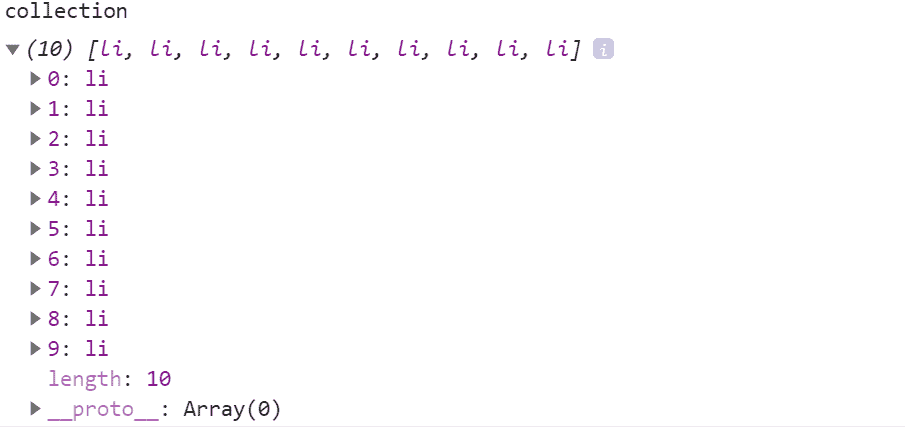 collection
(10) [li, li, li, li, li, li, li, li, li, li] i
0: li
1: li
2: li
3: li
4: li
5: li
6: li
7: li
8: li
9: li
length: 10
__proto__: Array(0)